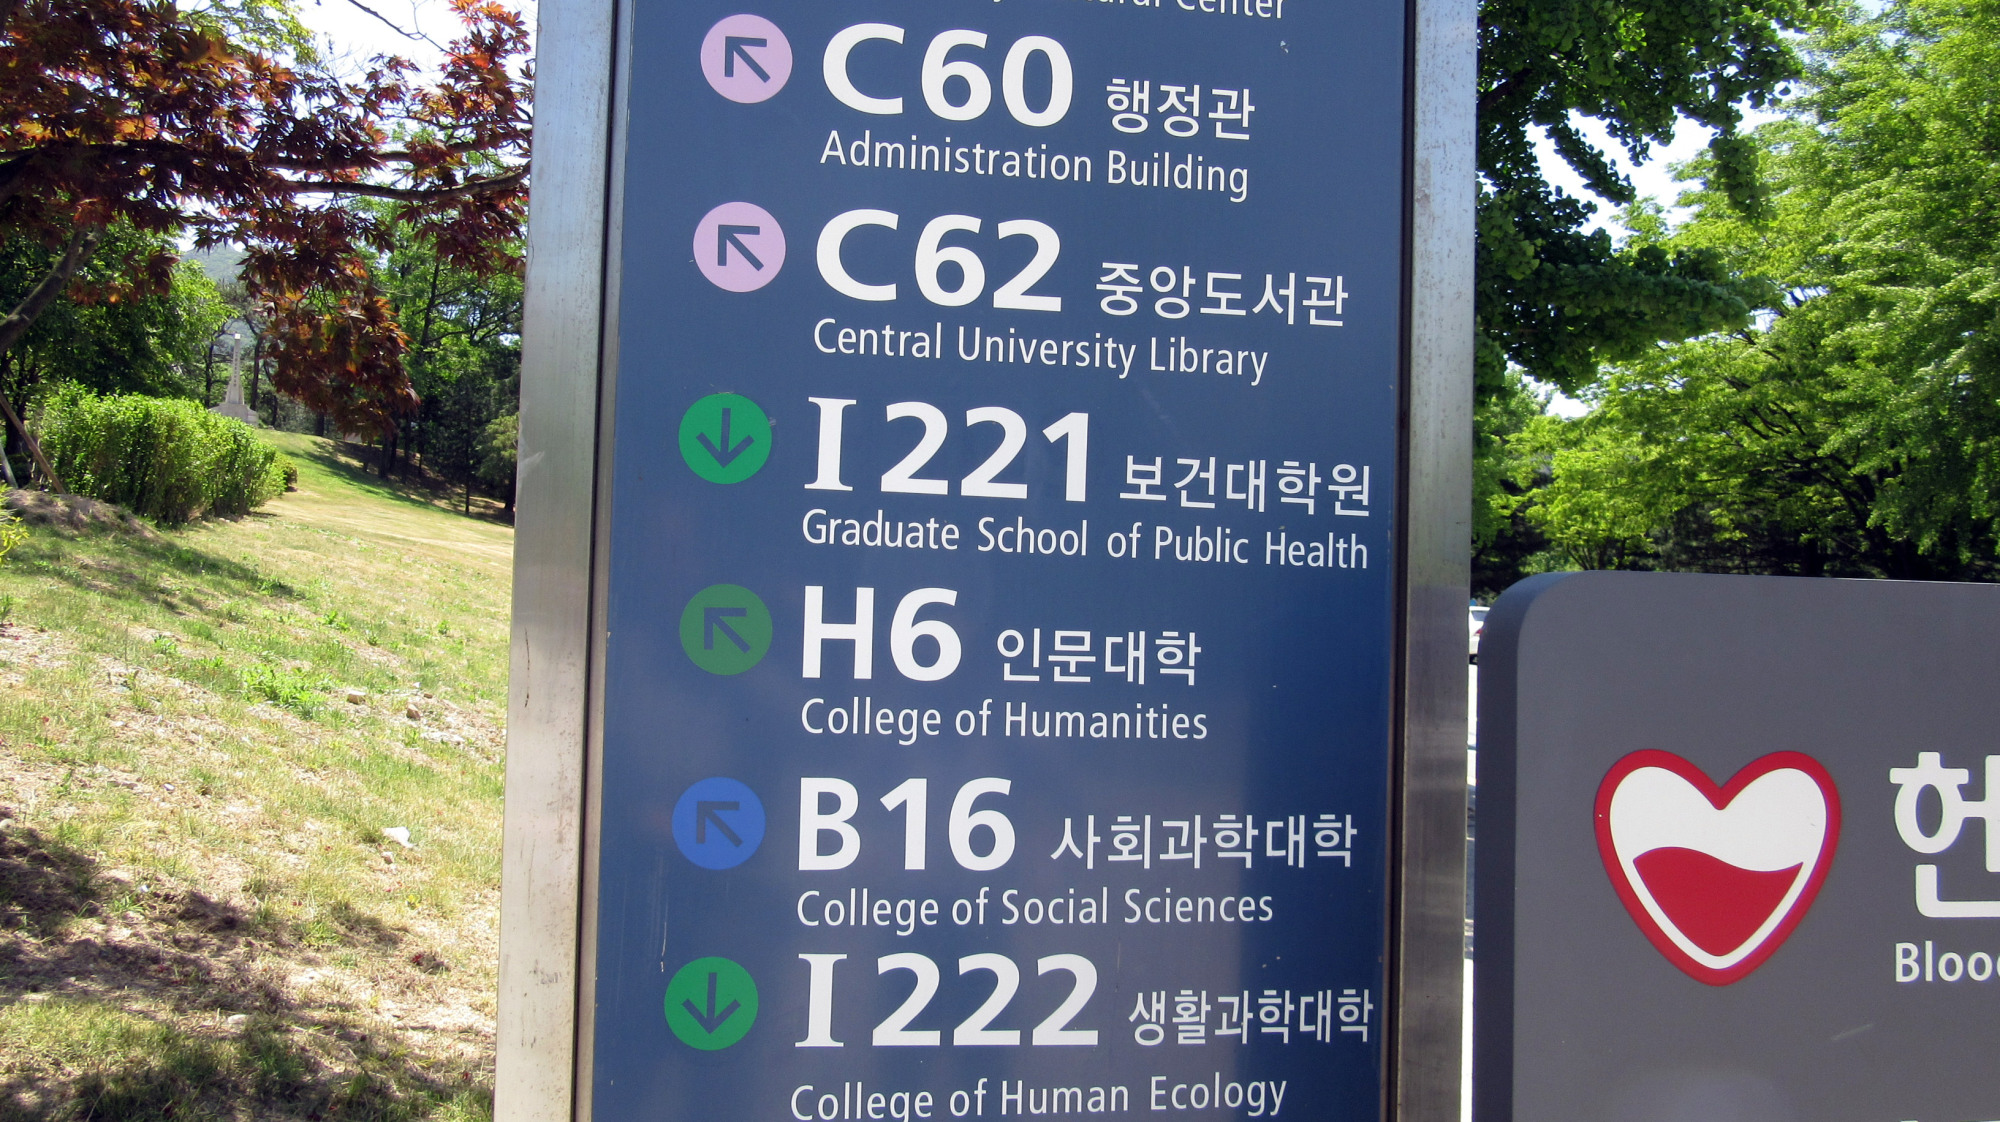 Center
C60 행정관
Administration Building
C62 중앙도서관
Central University Library
I221 보건대학원
Graduate School of Public Health
H6 인문대학
College of Humanities
B16 사회과학대학
College of Social Sciences
I222 생활과학대학
College of Human Ecology